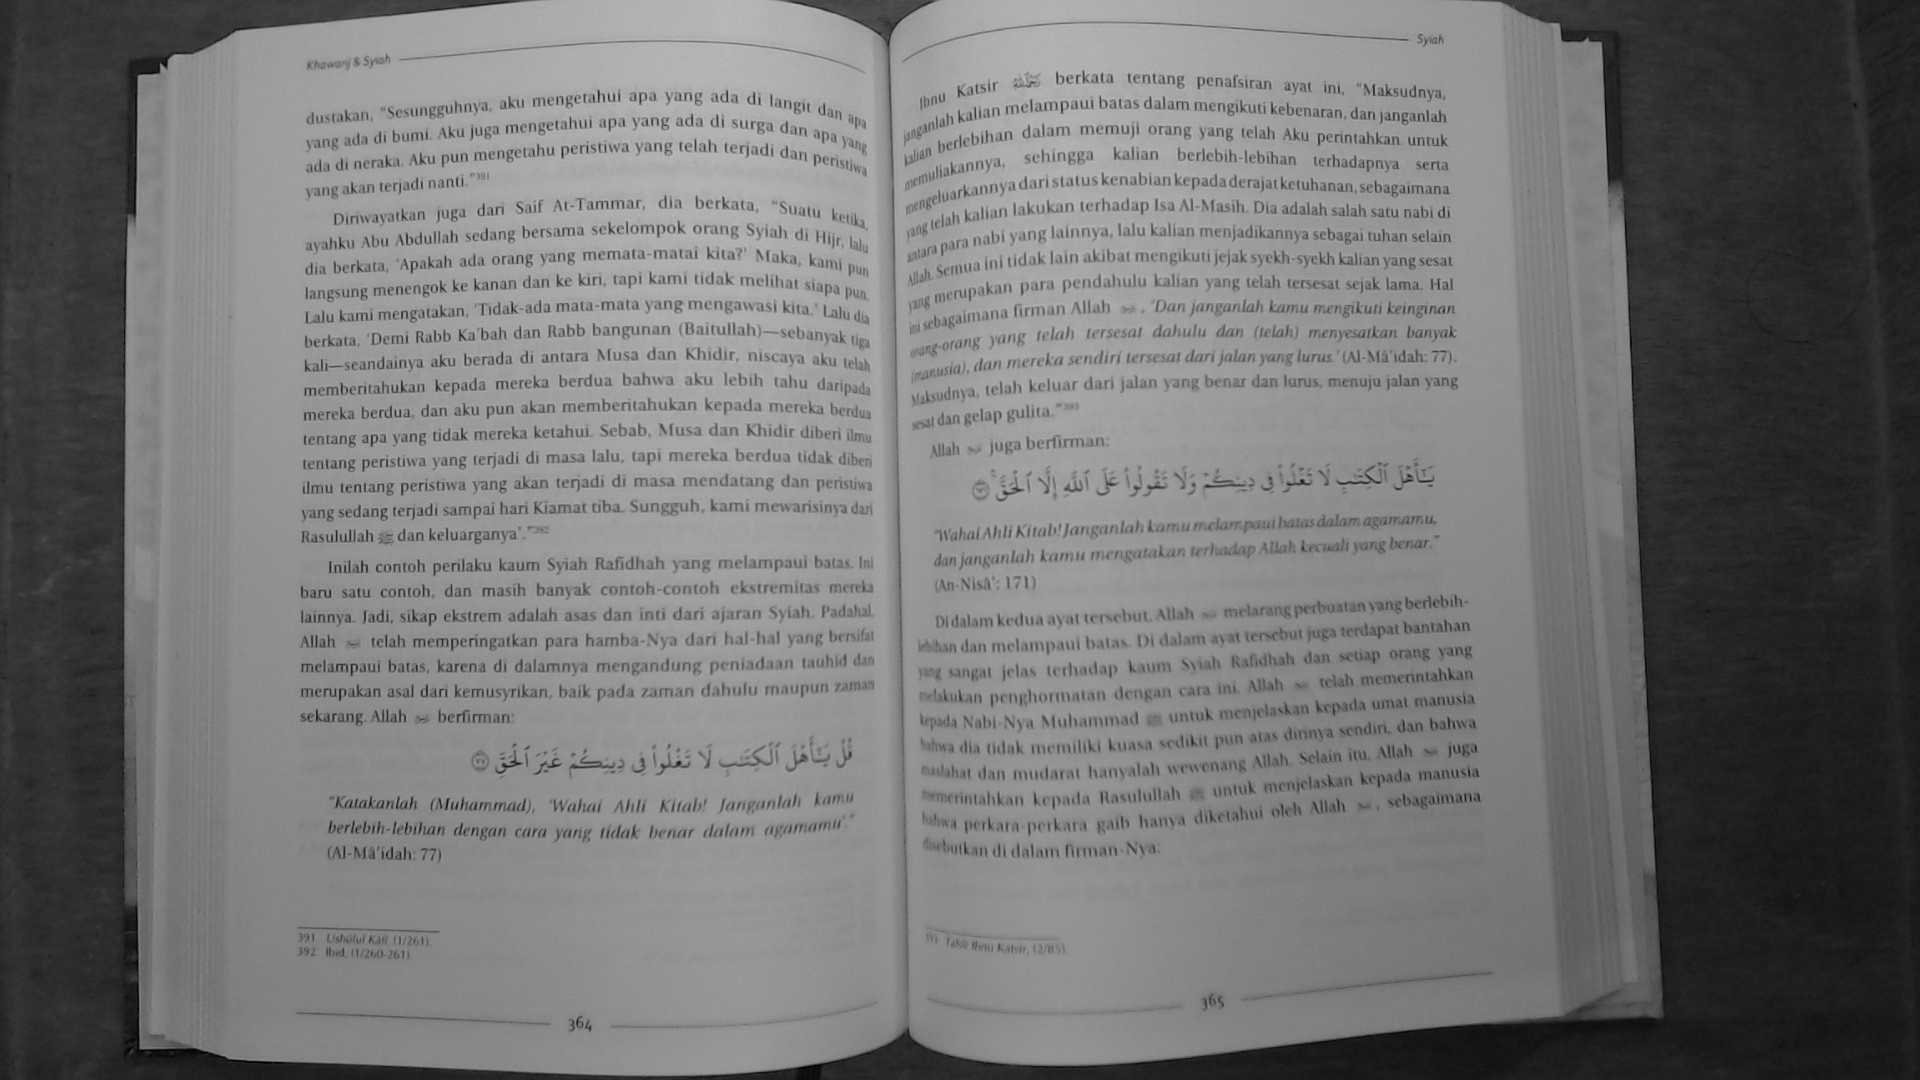 Khawarij & Syiah
dustakan, “Sesungguhnya, aku mengetahui apa yang ada di langit dan apa
yang ada di bumi. Aku juga mengetahui apa yang ada di surga dan apa yang
ada di neraka. Aku pun mengetahu peristiwa yang telah terjadi dan peristiwa
yang akan terjadi nanti.”391
Diriwayatkan juga dari Saif At-Tammar, dia berkata, “Suatu ketika,
ayahku Abu Abdullah sedang bersama sekelompok orang Syiah di Hijr, lalu
dia berkata, ‘Apakah ada orang yang memata-matai kita?’ Maka, kami pun
langsung menengok ke kanan dan ke kiri, tapi kami tidak melihat siapa pun.
Lalu kami mengatakan, ‘Tidak-ada mata-mata yang mengawasi kita.’ Lalu dia
berkata, ‘Demi Rabb Ka’bah dan Rabb bangunan (Baitullah)—sebanyak tiga
kali—seandainya aku berada di antara Musa dan Khidir, niscaya aku telah
memberitahukan kepada mereka berdua bahwa aku lebih tahu daripada
mereka berdua, dan aku pun akan memberitahukan kepada mereka berdua
tentang apa yang tidak mereka ketahui. Sebab, Musa dan Khidir diberi ilmu
tentang peristiwa yang terjadi di masa lalu, tapi mereka berdua tidak diberi
ilmu tentang peristiwa yang akan terjadi di masa mendatang dan peristiwa
yang sedang terjadi sampai hari Kiamat tiba. Sungguh, kami mewarisinya dari
Rasulullah ﷺ dan keluarganya’.”392
Inilah contoh perilaku kaum Syiah Rafidhah yang melampaui batas. Ini
baru satu contoh, dan masih banyak contoh-contoh ekstremitas mereka
lainnya. Jadi, sikap ekstrem adalah asas dan inti dari ajaran Syiah. Padahal,
Allah telah memperingatkan para hamba-Nya dari hal-hal yang bersifat
melampaui batas, karena di dalamnya mengandung peniadaan tauhid dan
merupakan asal dari kemusyrikan, baik pada zaman dahulu maupun zaman
sekarang. Allah berfirman:
قُلْ يَـٰٓأَهْلَ ٱلْكِتَـٰبِ لَا تَغْلُوا۟ فِى دِينِكُمْ غَيْرَ ٱلْحَقِّ ﴿٧٧﴾
“Katakanlah (Muhammad), ‘Wahai Ahli Kitab! Janganlah kamu
berlebih-lebihan dengan cara yang tidak benar dalam agamamu’.”
(Al-Mâ’idah: 77)
391 Ushûlul Kâfi (1/261).
392 Ibid, (1/260-261)
364
Syiah
Ibnu Katsir berkata tentang penafsiran ayat ini, “Maksudnya,
janganlah kalian melampaui batas dalam mengikuti kebenaran, dan janganlah
kalian berlebihan dalam memuji orang yang telah Aku perintahkan untuk
memuliakannya, sehingga kalian berlebih-lebihan terhadapnya serta
mengeluarkannya dari status kenabian kepada derajat ketuhanan, sebagaimana
yang telah kalian lakukan terhadap Isa Al-Masih. Dia adalah salah satu nabi di
antara para nabi yang lainnya, lalu kalian menjadikannya sebagai tuhan selain
Allah. Semua ini tidak lain akibat mengikuti jejak syekh-syekh kalian yang sesat
yang merupakan para pendahulu kalian yang telah tersesat sejak lama. Hal
ini sebagaimana firman Allah , ‘Dan janganlah kamu mengikuti keinginan
orang-orang yang telah tersesat dahulu dan (telah) menyesatkan banyak
(manusia), dan mereka sendiri tersesat dari jalan yang lurus.’ (Al-Mâ’idah: 77).
Maksudnya, telah keluar dari jalan yang benar dan lurus, menuju jalan yang
sesat dan gelap gulita.”393
Allah juga berfirman:
يَـٰٓأَهْلَ ٱلْكِتَـٰبِ لَا تَغْلُوا۟ فِى دِينِكُمْ وَلَا تَقُولُوا۟ عَلَى ٱللَّهِ إِلَّا ٱلْحَقَّ ۚ
“Wahai Ahli Kitab! Janganlah kamu melampaui batas dalam agamamu,
dan janganlah kamu mengatakan terhadap Allah kecuali yang benar.”
(An-Nisâ’: 171)
Di dalam kedua ayat tersebut, Allah melarang perbuatan yang berlebih-
lebihan dan melampaui batas. Di dalam ayat tersebut juga terdapat bantahan
yang sangat jelas terhadap kaum Syiah Rafidhah dan setiap orang yang
melakukan penghormatan dengan cara ini. Allah telah memerintahkan
kepada Nabi-Nya Muhammad ﷺ untuk menjelaskan kepada umat manusia
bahwa dia tidak memiliki kuasa sedikit pun atas dirinya sendiri, dan bahwa
maslahat dan mudarat hanyalah wewenang Allah. Selain itu, Allah juga
memerintahkan kepada Rasulullah ﷺ untuk menjelaskan kepada manusia
bahwa perkara-perkara gaib hanya diketahui oleh Allah , sebagaimana
disebutkan di dalam firman-Nya:
393 Tafsir Ibnu Katsir, (2/85).
365